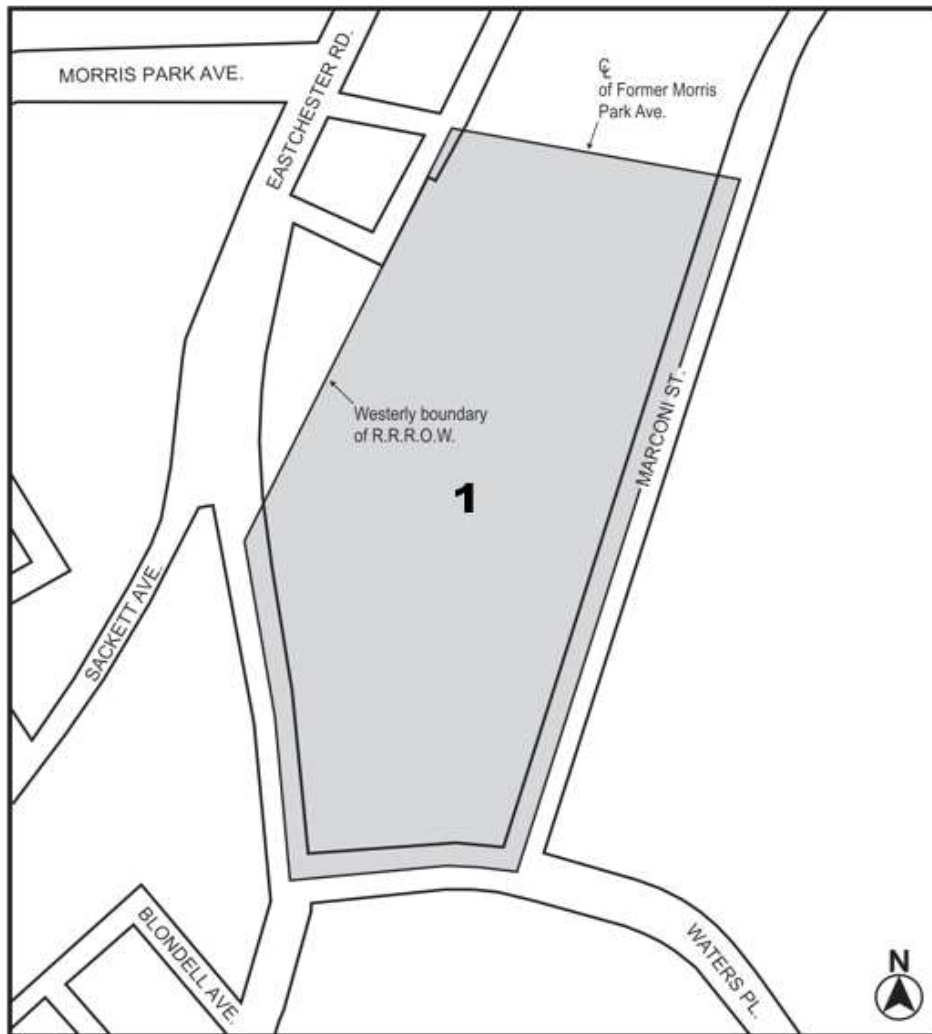 MORRIS PARK AVE.
EASTCHESTER RD.
℄
of Former Morris
Park Ave.
Westerly boundary
of R.R.R.O.W.
MARCONI ST.
1
SACKETT AVE.
BLONDELL AVE.
WATERS PL.
N